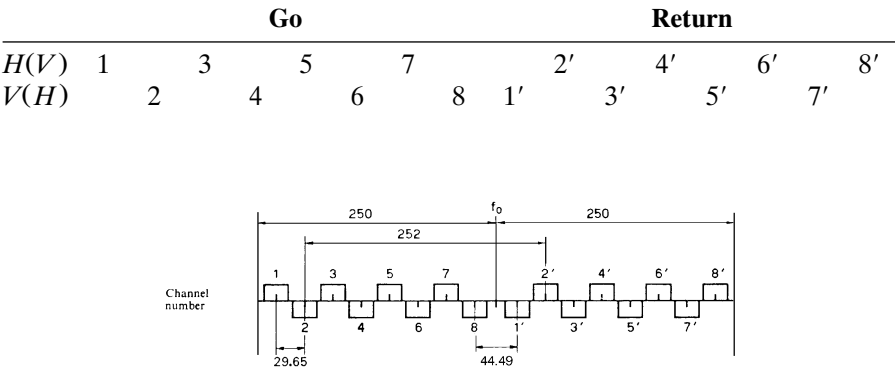 Go Return
H(V) 1 3 5 7 2′ 4′ 6′ 8′
V(H) 2 4 6 8 1′ 3′ 5′ 7′
f₀
250 250
252
1 3 5 7 2′ 4′ 6′ 8′
Channel
number
2 4 6 8 1′ 3′ 5′ 7′
29.65 44.49